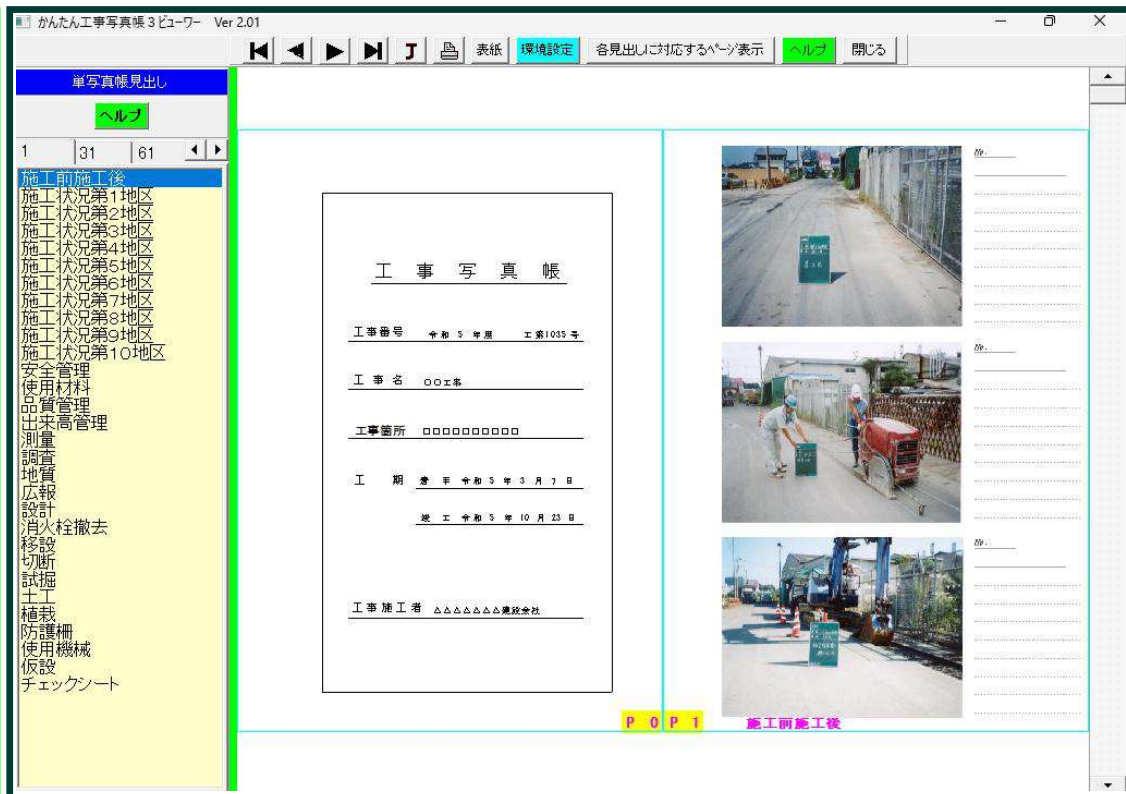 かんたん工事写真帳3ビューワー Ver 2.01
J 表紙 環境設定 各見出しに対応するページ表示 ヘルプ 閉じる
単写真帳見出し
ヘルプ
1 31 61
施工前施工後
施工状況第1地区
施工状況第2地区
施工状況第3地区
施工状況第4地区
施工状況第5地区
施工状況第6地区
施工状況第7地区
施工状況第8地区
施工状況第9地区
施工状況第10地区
安全管理
使用材料
品質管理
出来高管理
測量
調査
地質
広報
設計
消火栓撤去
移設
切断
試掘
土工
植栽
防護柵
使用機械
仮設
チェックシート
工事写真帳
工事番号 令和 5 年度 工第1035号
工事名 〇〇工事
工事箇所 □□□□□□□□□□
工期 着手 令和 5 年 3 月 7 日
竣工 令和 5 年 10 月 23 日
工事施工者 △△△△△△△建設会社
P 0
No.
No.
No.
P 1 施工前施工後